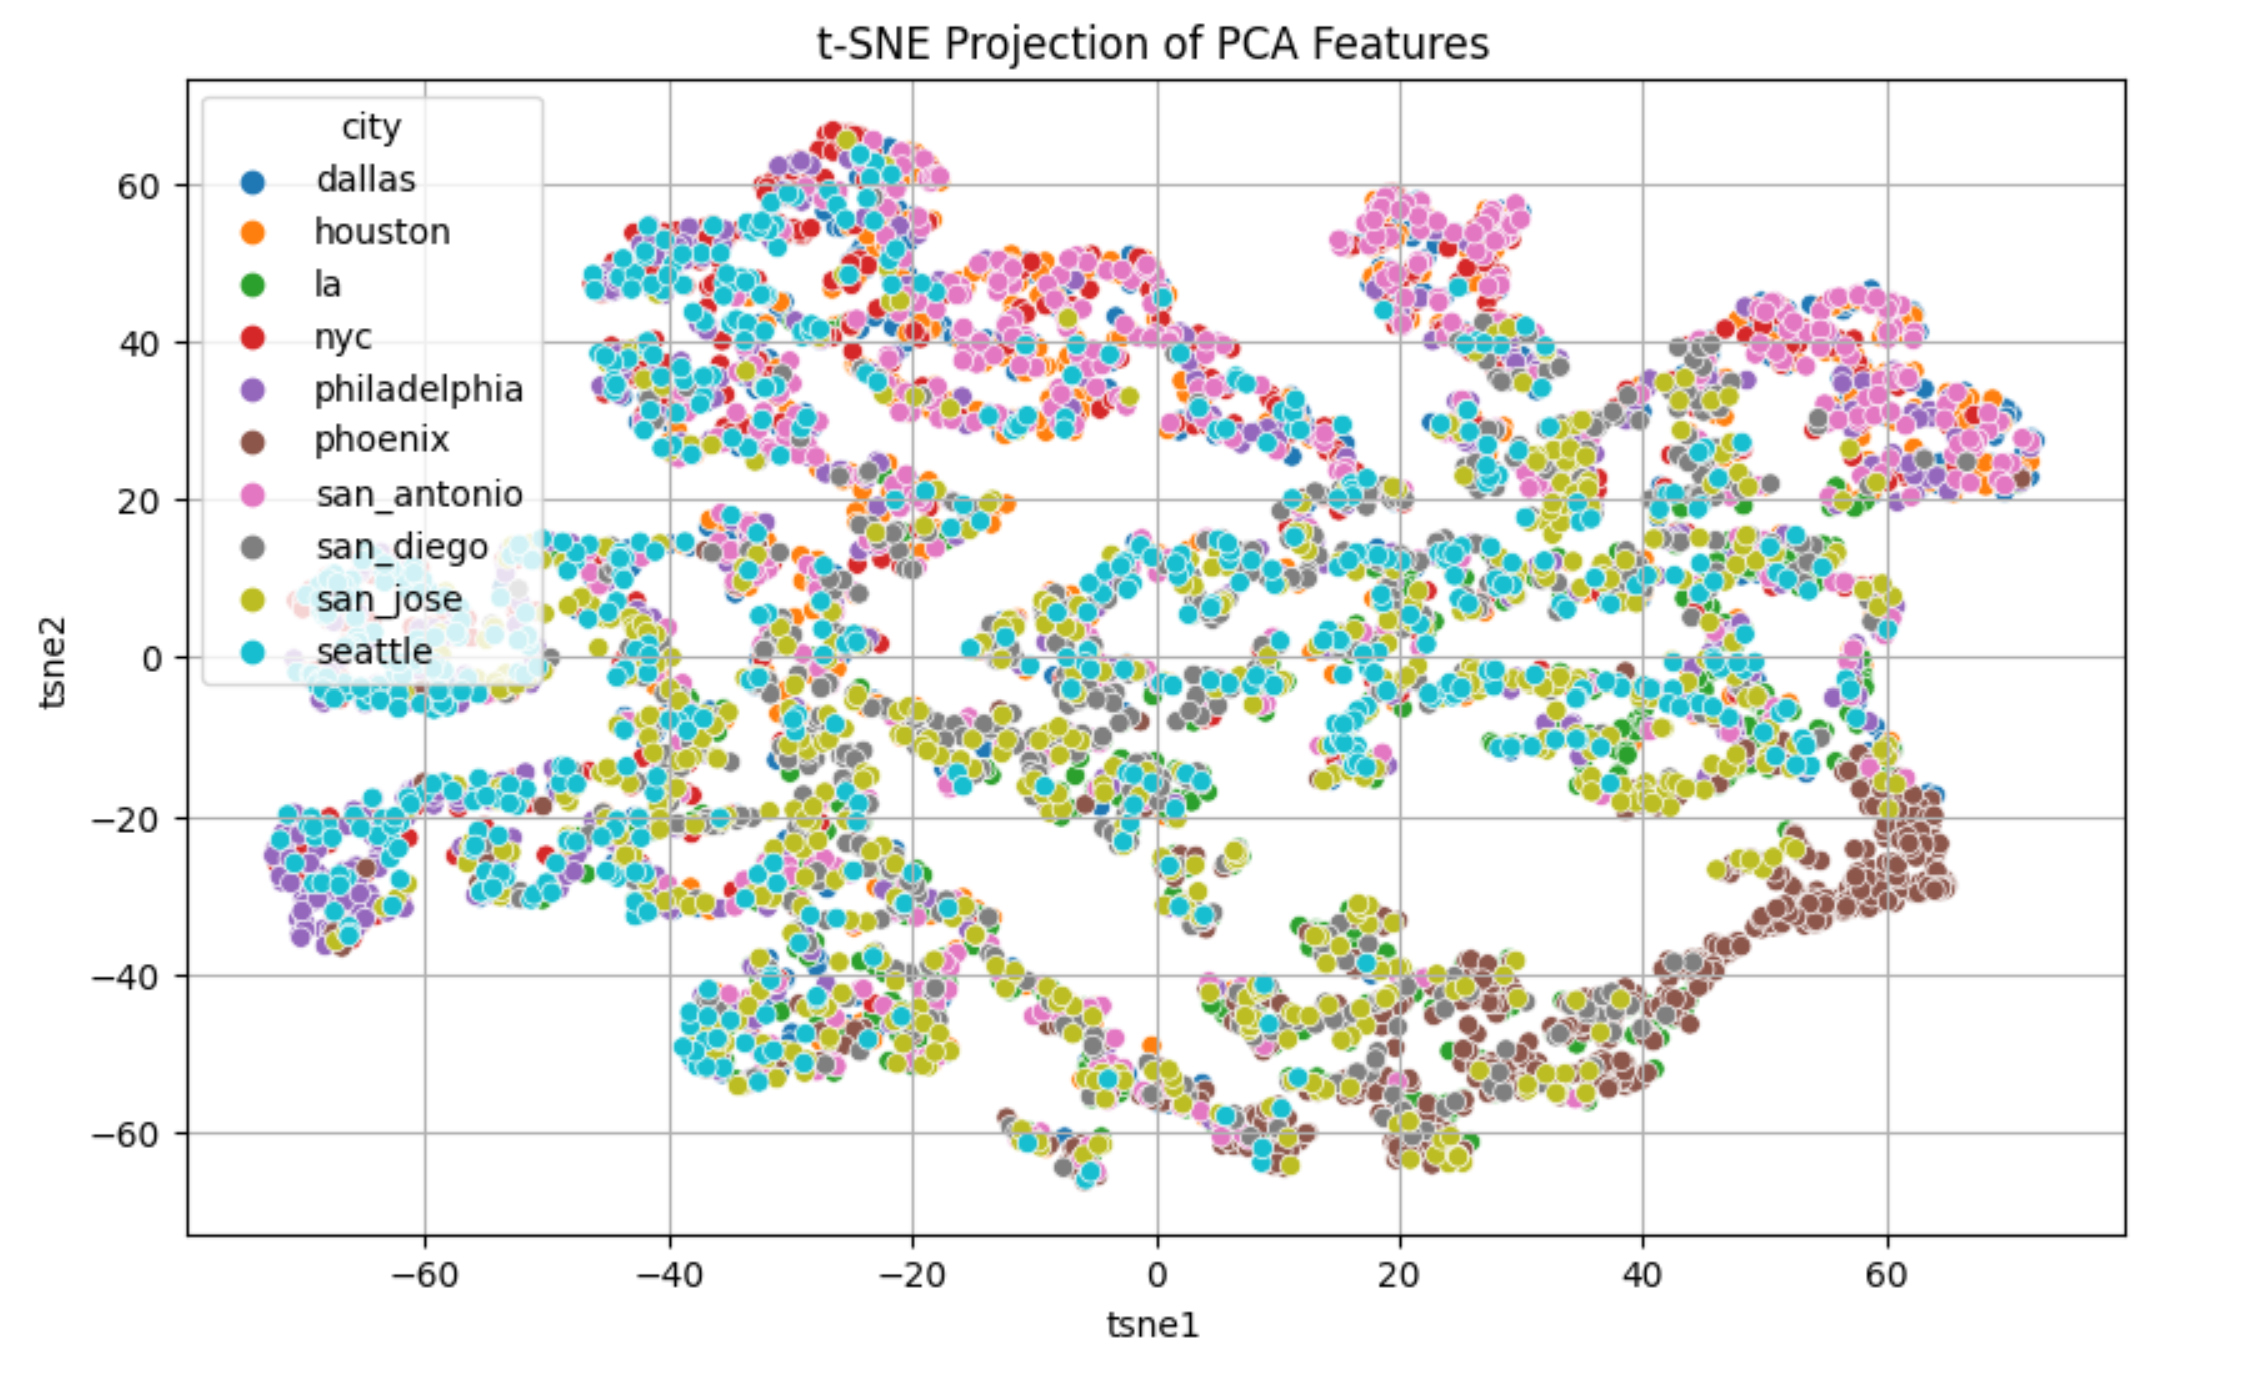 t-SNE Projection of PCA Features
city
dallas
houston
la
nyc
philadelphia
phoenix
san_antonio
san_diego
san_jose
seattle
60
40
20
0
−20
−40
−60
tsne2
−60 −40 −20 0 20 40 60
tsne1